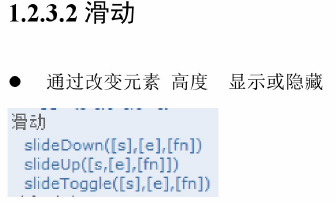 1.2.3.2 滑动
● 通过改变元素 高度 显示或隐藏
滑动
slideDown([s],[e],[fn])
slideUp([s,[e],[fn]])
slideToggle([s],[e],[fn])